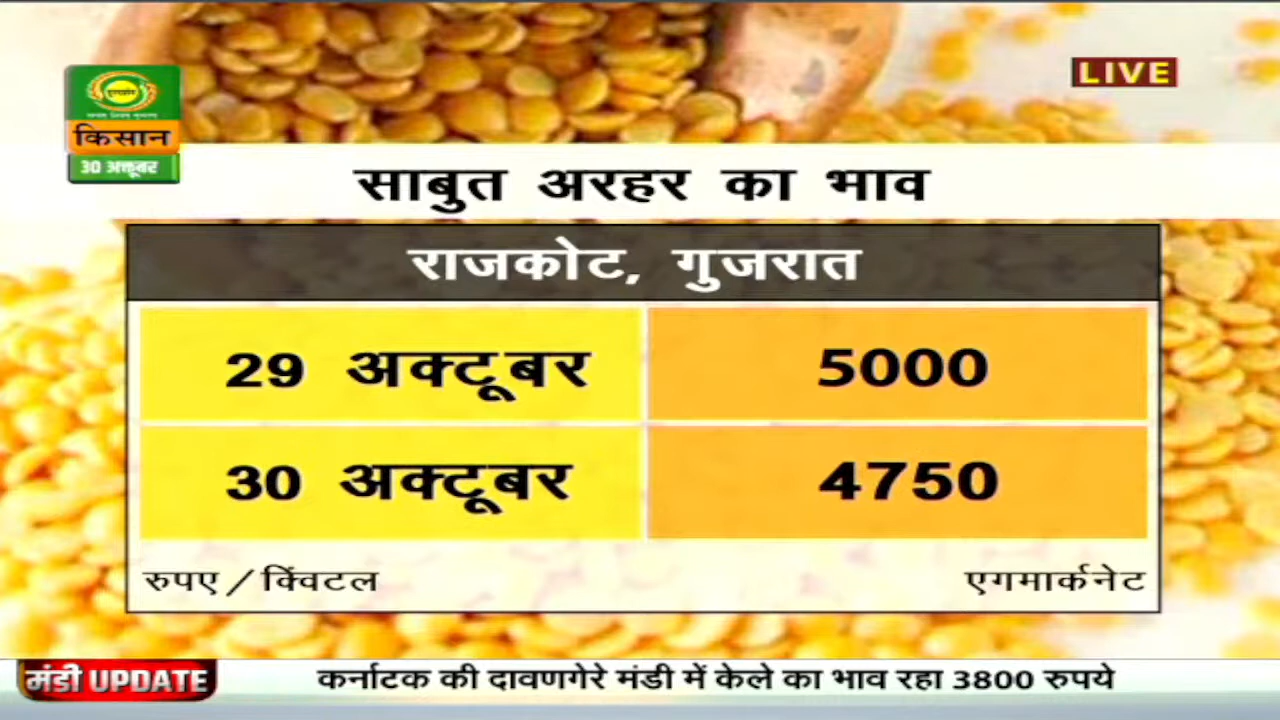 LIVE
किसान
30 अक्तूबर
साबुत अरहर का भाव
राजकोट, गुजरात
29 अक्टूबर 5000
30 अक्टूबर 4750
रुपए / क्विंटल एगमार्कनेट
मंडी UPDATE कर्नाटक की दावणगेरे मंडी में केले का भाव रहा 3800 रुपये